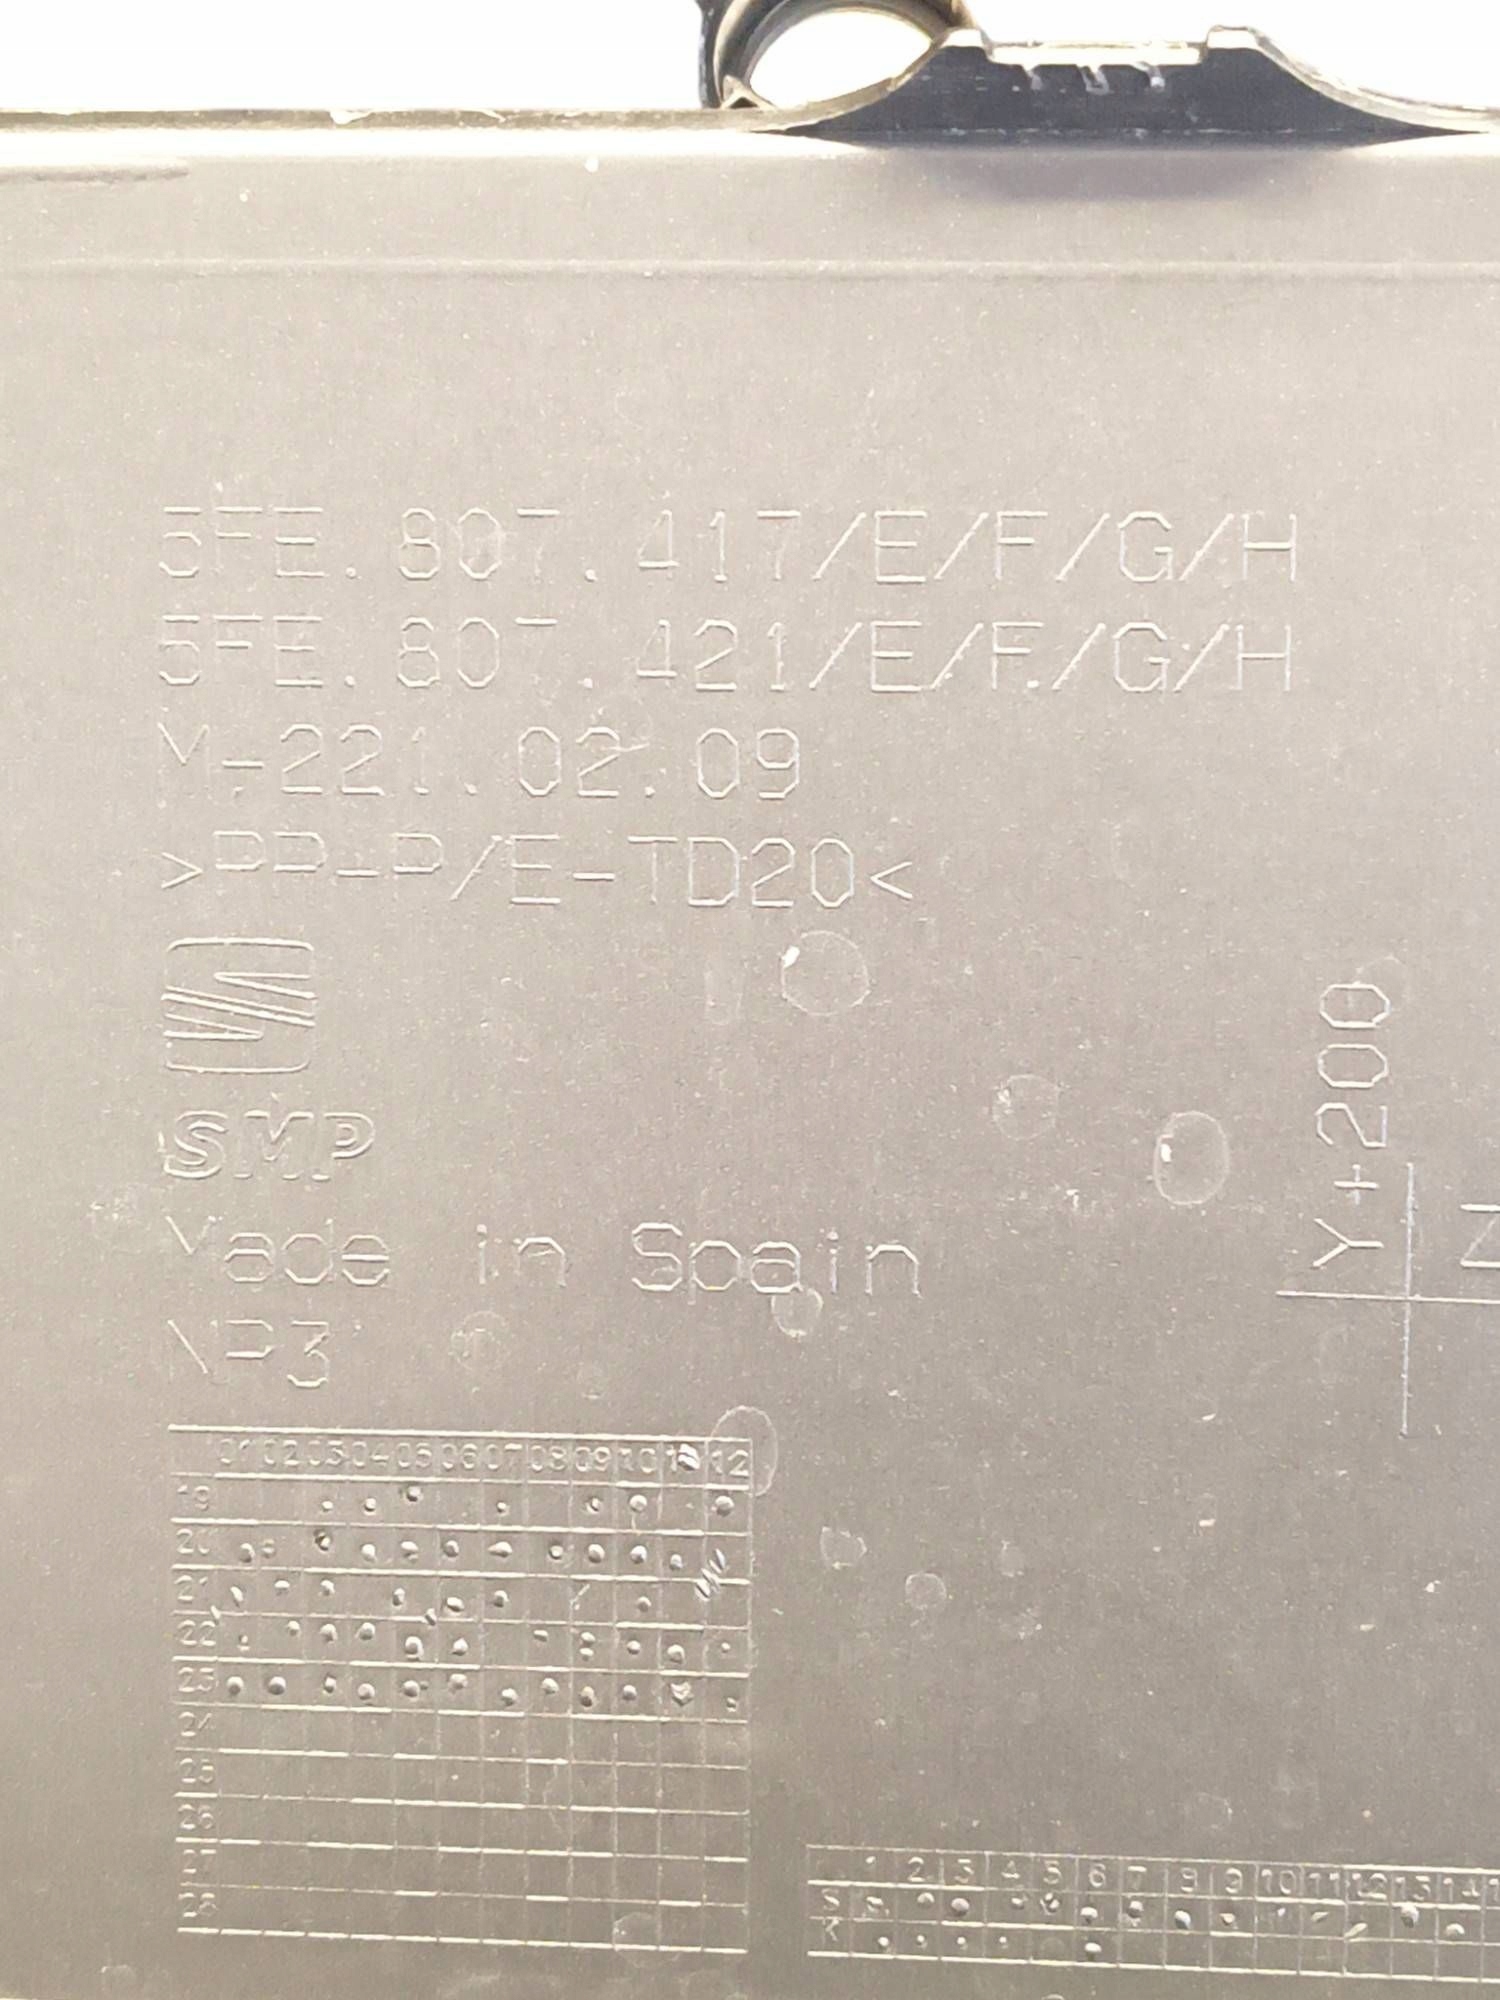 5FE.807.417/E/F/G/H
5FE.807.421/E/F/G/H
M-221.02.09
>PP+P/E-TD20<
SMP
Made in Spain
NP3
Y+200
Z
01 02 03 04 05 06 07 08 09 10 11 12
19
20
21
22
23
24
25
26
27
28
1 2 3 4 5 6 7 8 9 10 11 12 13 14
S